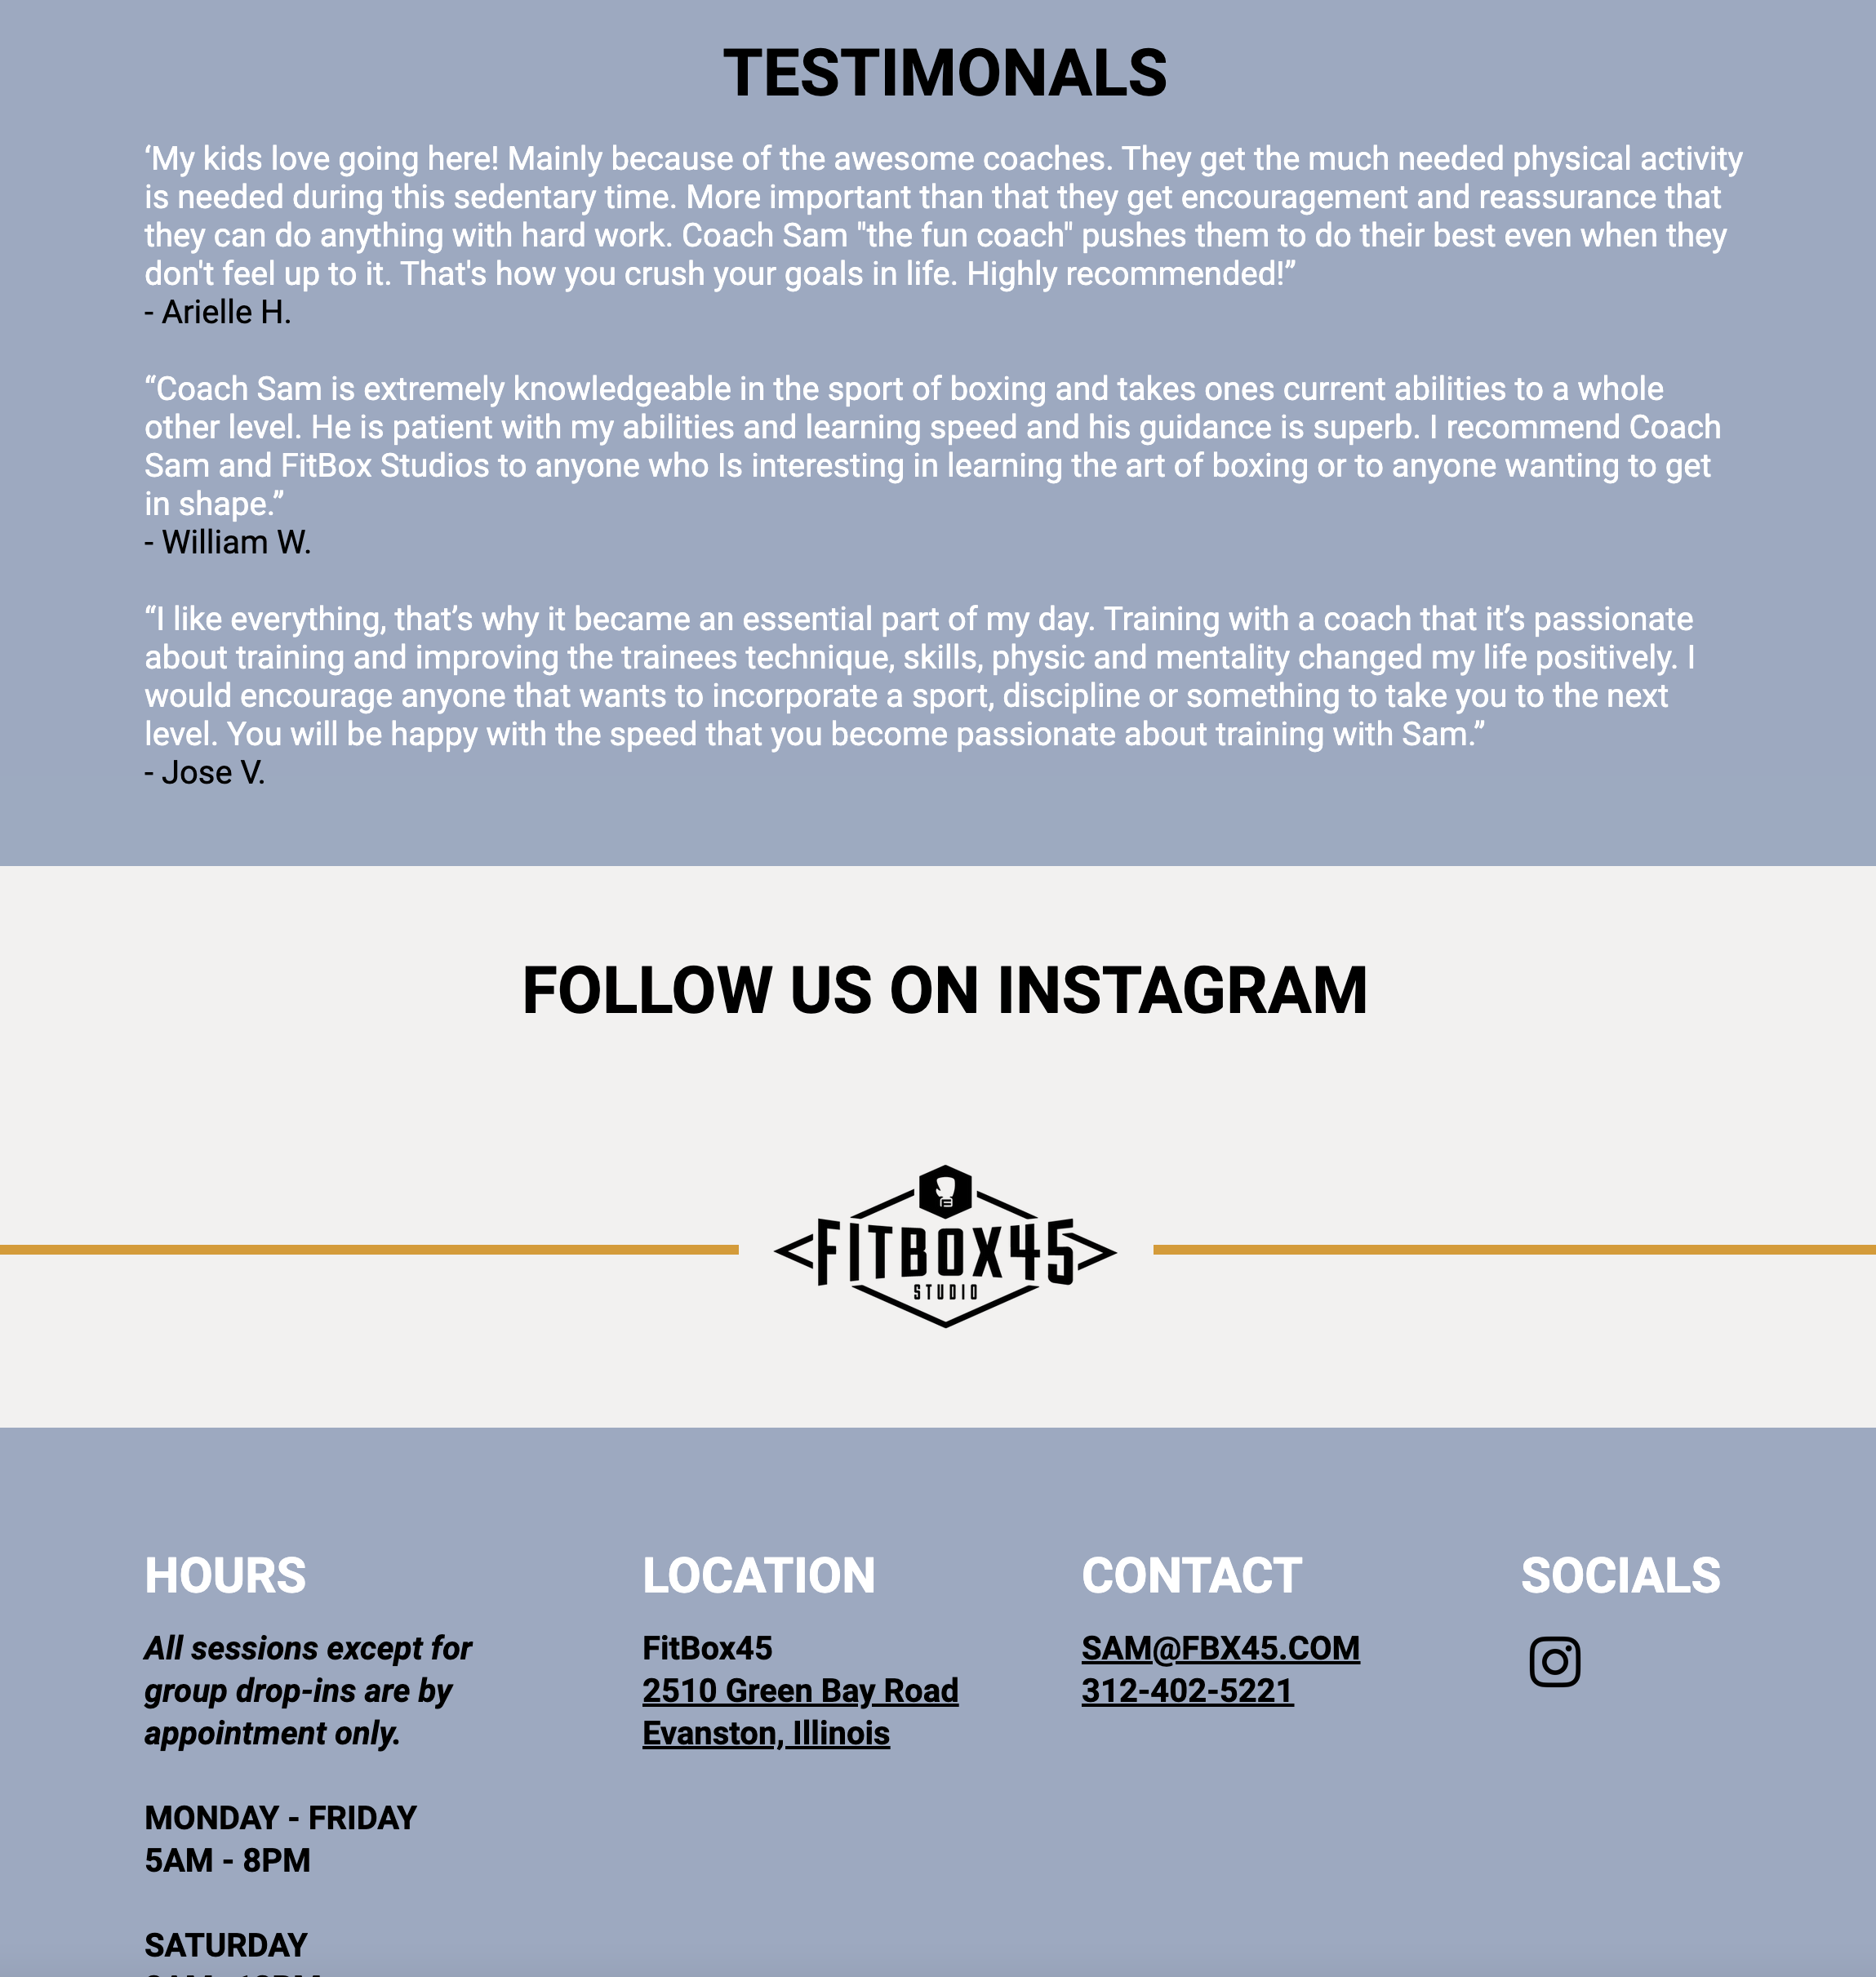 TESTIMONALS
‘My kids love going here! Mainly because of the awesome coaches. They get the much needed physical activity
is needed during this sedentary time. More important than that they get encouragement and reassurance that
they can do anything with hard work. Coach Sam "the fun coach" pushes them to do their best even when they
don't feel up to it. That's how you crush your goals in life. Highly recommended!”
- Arielle H.
“Coach Sam is extremely knowledgeable in the sport of boxing and takes ones current abilities to a whole
other level. He is patient with my abilities and learning speed and his guidance is superb. I recommend Coach
Sam and FitBox Studios to anyone who Is interesting in learning the art of boxing or to anyone wanting to get
in shape.”
- William W.
“I like everything, that’s why it became an essential part of my day. Training with a coach that it’s passionate
about training and improving the trainees technique, skills, physic and mentality changed my life positively. I
would encourage anyone that wants to incorporate a sport, discipline or something to take you to the next
level. You will be happy with the speed that you become passionate about training with Sam.”
- Jose V.
FOLLOW US ON INSTAGRAM
FITBOX45
STUDIO
HOURS
All sessions except for
group drop-ins are by
appointment only.
MONDAY - FRIDAY
5AM - 8PM
SATURDAY
LOCATION
FitBox45
2510 Green Bay Road
Evanston, Illinois
CONTACT
SAM@FBX45.COM
312-402-5221
SOCIALS